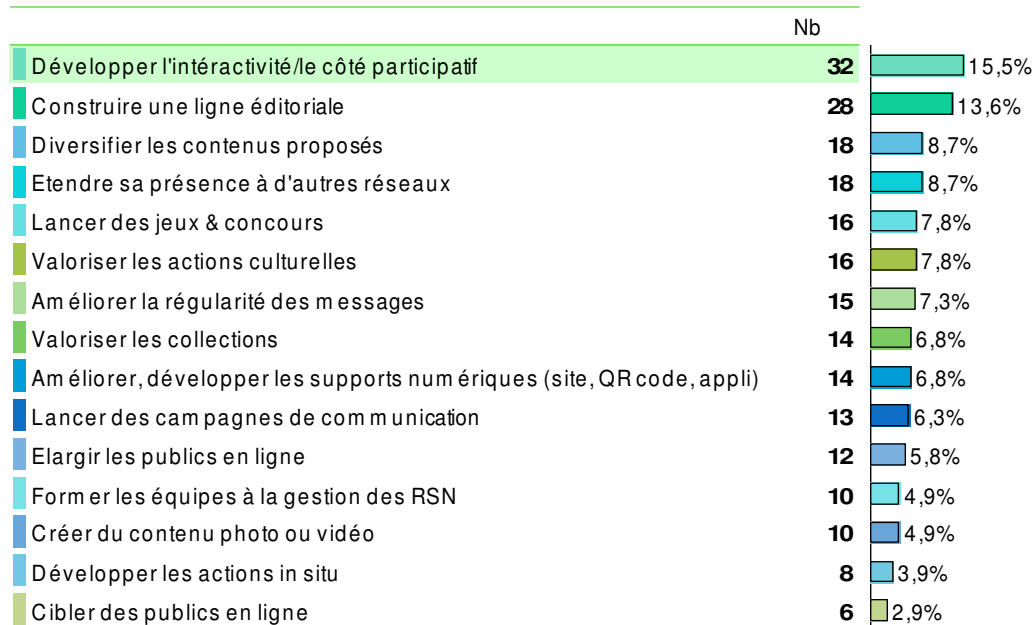 Nb
Développer l'intéractivité/le côté participatif 32 15,5%
Construire une ligne éditoriale 28 13,6%
Diversifier les contenus proposés 18 8,7%
Etendre sa présence à d'autres réseaux 18 8,7%
Lancer des jeux & concours 16 7,8%
Valoriser les actions culturelles 16 7,8%
Améliorer la régularité des messages 15 7,3%
Valoriser les collections 14 6,8%
Améliorer, développer les supports numériques (site, QR code, appli) 14 6,8%
Lancer des campagnes de communication 13 6,3%
Elargir les publics en ligne 12 5,8%
Former les équipes à la gestion des RSN 10 4,9%
Créer du contenu photo ou vidéo 10 4,9%
Développer les actions in situ 8 3,9%
Cibler des publics en ligne 6 2,9%